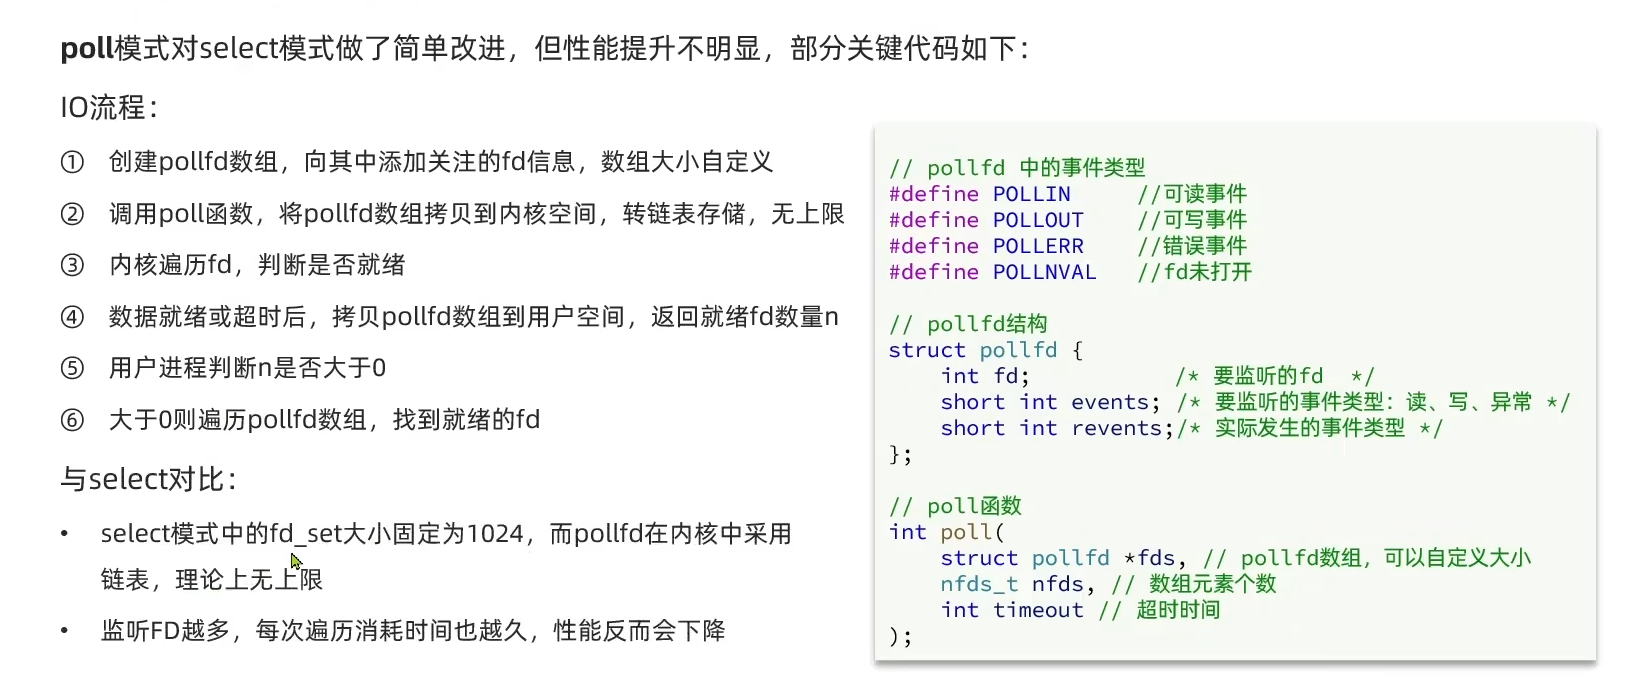 poll模式对select模式做了简单改进，但性能提升不明显，部分关键代码如下：
IO流程：
① 创建pollfd数组，向其中添加关注的fd信息，数组大小自定义
② 调用poll函数，将pollfd数组拷贝到内核空间，转链表存储，无上限
③ 内核遍历fd，判断是否就绪
④ 数据就绪或超时后，拷贝pollfd数组到用户空间，返回就绪fd数量n
⑤ 用户进程判断n是否大于0
⑥ 大于0则遍历pollfd数组，找到就绪的fd
与select对比：
• select模式中的fd_set大小固定为1024，而pollfd在内核中采用
链表，理论上无上限
• 监听FD越多，每次遍历消耗时间也越久，性能反而会下降
// pollfd 中的事件类型
#define POLLIN //可读事件
#define POLLOUT //可写事件
#define POLLERR //错误事件
#define POLLNVAL //fd未打开
// pollfd结构
struct pollfd {
int fd; /* 要监听的fd */
short int events; /* 要监听的事件类型：读、写、异常 */
short int revents;/* 实际发生的事件类型 */
};
// poll函数
int poll(
struct pollfd *fds, // pollfd数组，可以自定义大小
nfds_t nfds, // 数组元素个数
int timeout // 超时时间
);